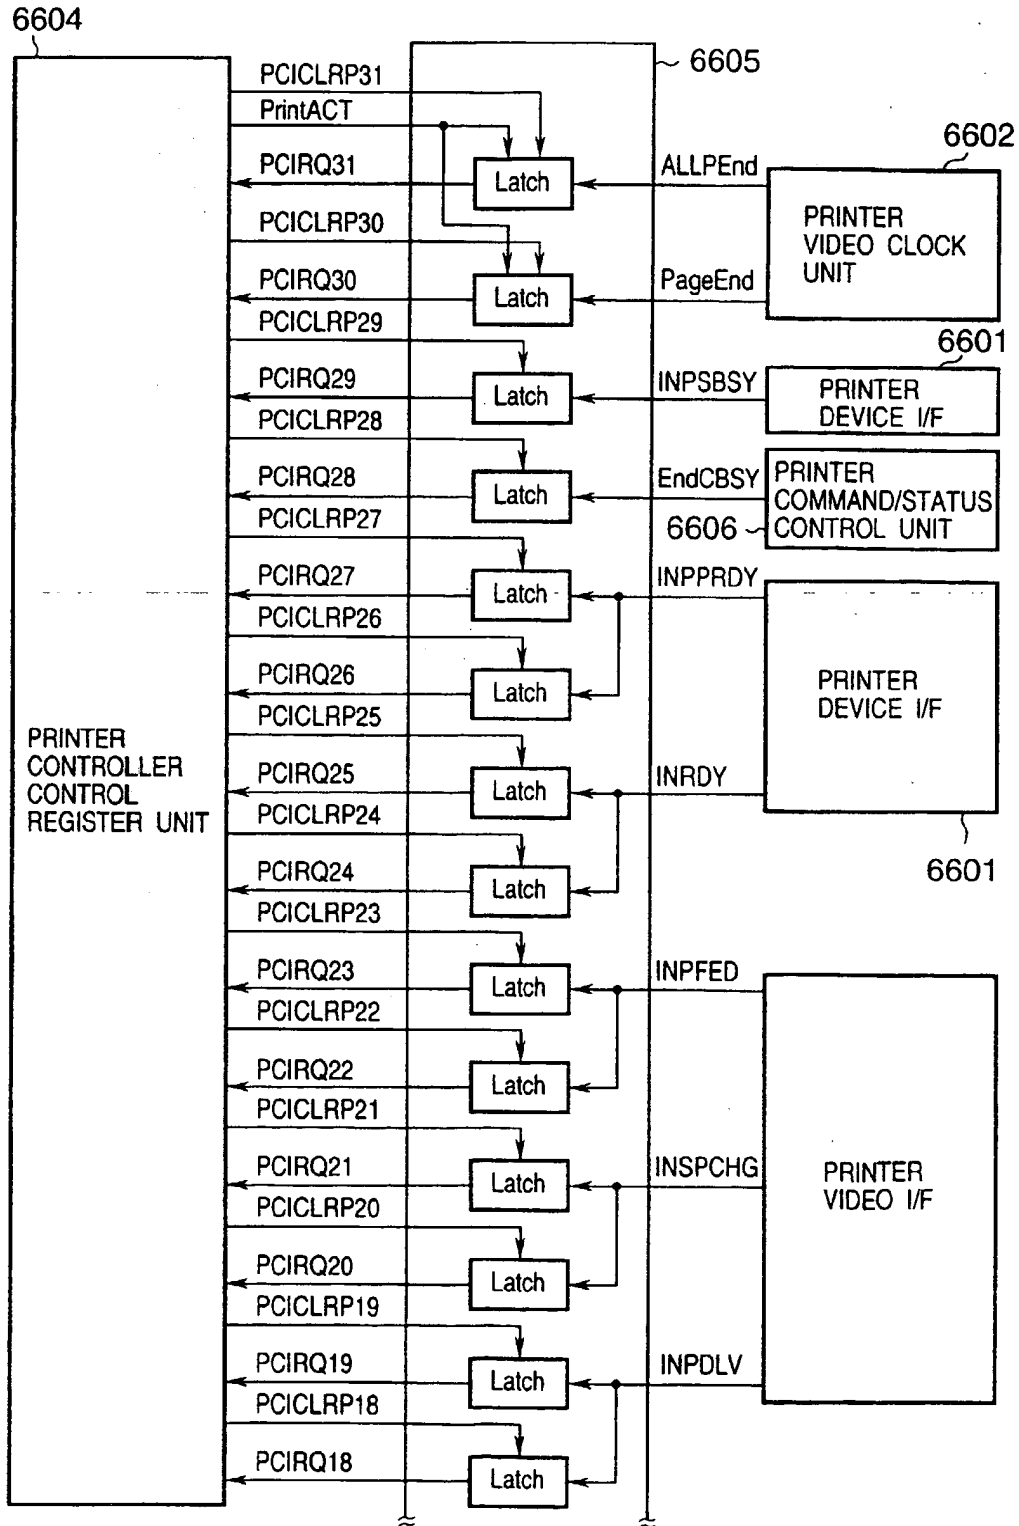 6604
6605
PCICLRP31
PrintACT
6602
PCIRQ31
Latch
ALLPEnd
PRINTER
VIDEO CLOCK
UNIT
PCICLRP30
PCIRQ30
Latch
PageEnd
PCICLRP29
6601
PCIRQ29
Latch
INPSBSY
PRINTER
DEVICE I/F
PCICLRP28
PCIRQ28
Latch
EndCBSY
PRINTER
COMMAND/STATUS
CONTROL UNIT
6606
PCICLRP27
PCIRQ27
Latch
INPPRDY
PCICLRP26
PCIRQ26
Latch
PRINTER
DEVICE I/F
PCICLRP25
PRINTER
CONTROLLER
CONTROL
REGISTER UNIT
PCIRQ25
Latch
INRDY
PCICLRP24
6601
PCIRQ24
Latch
PCICLRP23
PCIRQ23
Latch
INPFED
PCICLRP22
PCIRQ22
Latch
PCICLRP21
PCIRQ21
Latch
INSPCHG
PRINTER
VIDEO I/F
PCICLRP20
PCIRQ20
Latch
PCICLRP19
PCIRQ19
Latch
INPDLV
PCICLRP18
PCIRQ18
Latch